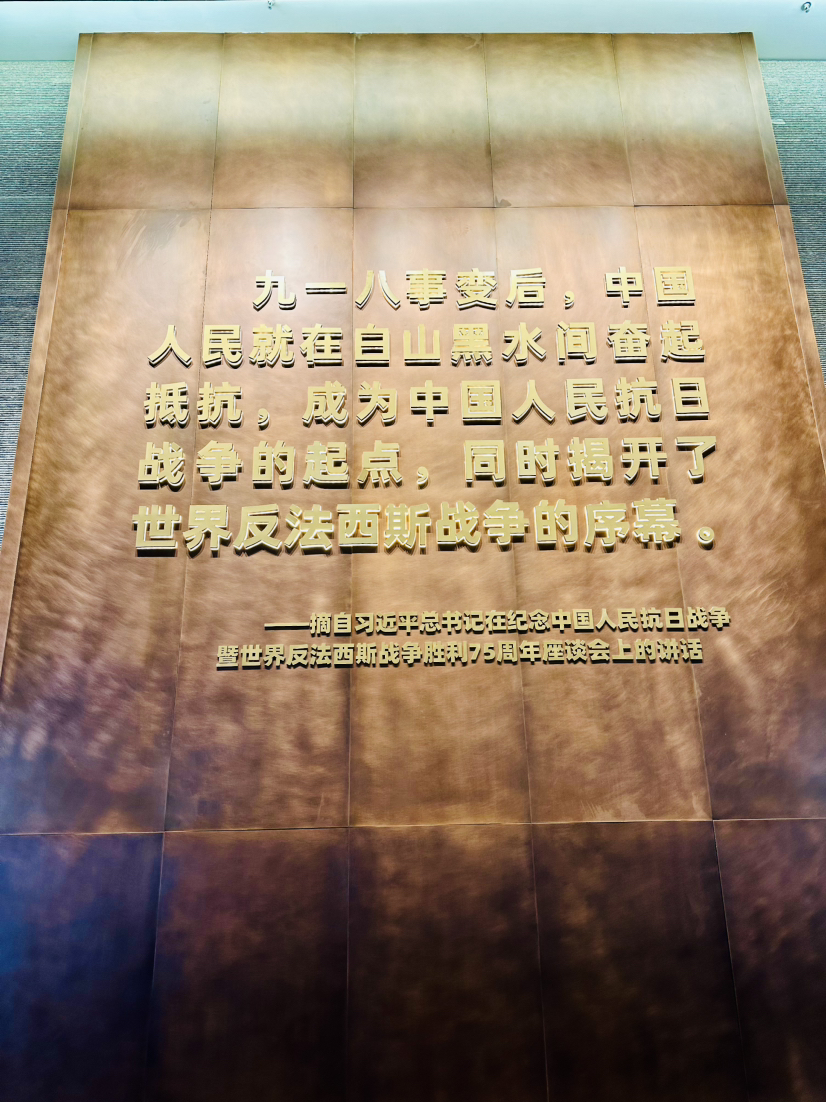 九一八事变后，中国
人民就在白山黑水间奋起
抵抗，成为中国人民抗日
战争的起点，同时揭开了
世界反法西斯战争的序幕。
——摘自习近平总书记在纪念中国人民抗日战争
暨世界反法西斯战争胜利75周年座谈会上的讲话